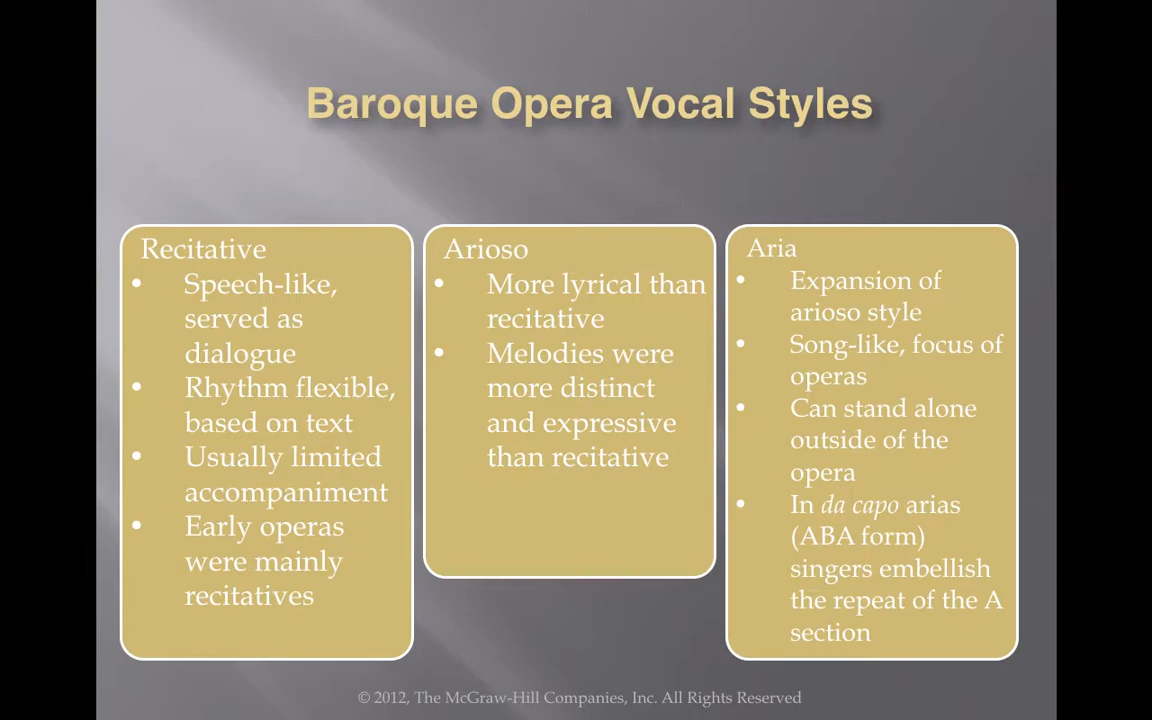 Baroque Opera Vocal Styles
Recitative
• Speech-like,
served as
dialogue
• Rhythm flexible,
based on text
• Usually limited
accompaniment
• Early operas
were mainly
recitatives
Arioso
• More lyrical than
recitative
• Melodies were
more distinct
and expressive
than recitative
Aria
• Expansion of
arioso style
• Song-like, focus of
operas
• Can stand alone
outside of the
opera
• In da capo arias
(ABA form)
singers embellish
the repeat of the A
section
© 2012, The McGraw-Hill Companies, Inc. All Rights Reserved